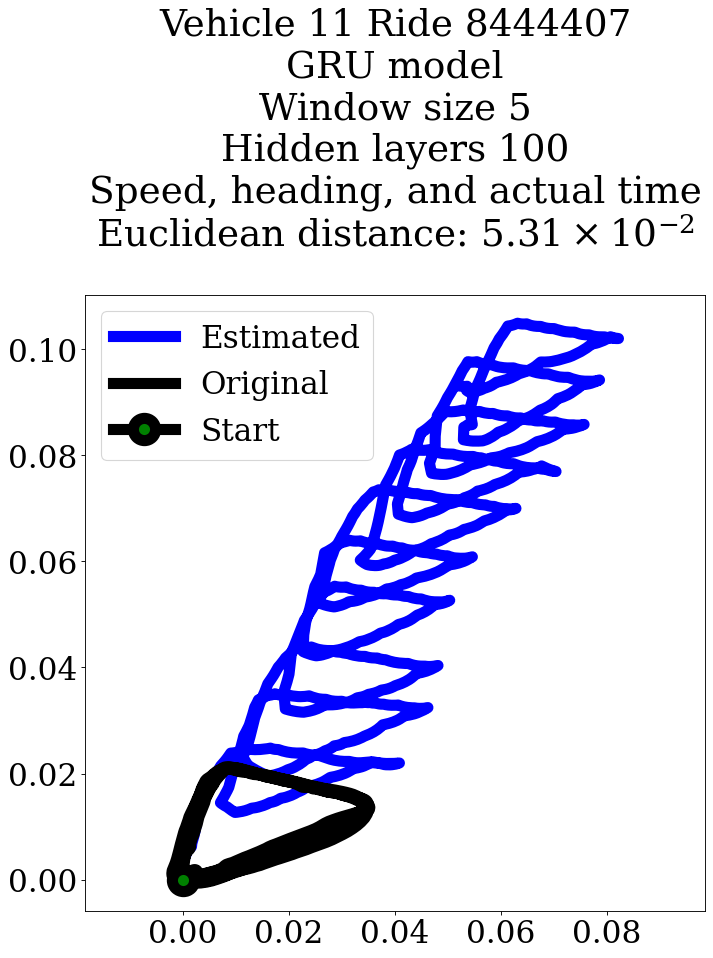 Vehicle 11 Ride 8444407
GRU model
Window size 5
Hidden layers 100
Speed, heading, and actual time
Euclidean distance: 5.31 × 10⁻²
Estimated
Original
Start
0.10
0.08
0.06
0.04
0.02
0.00
0.00 0.02 0.04 0.06 0.08